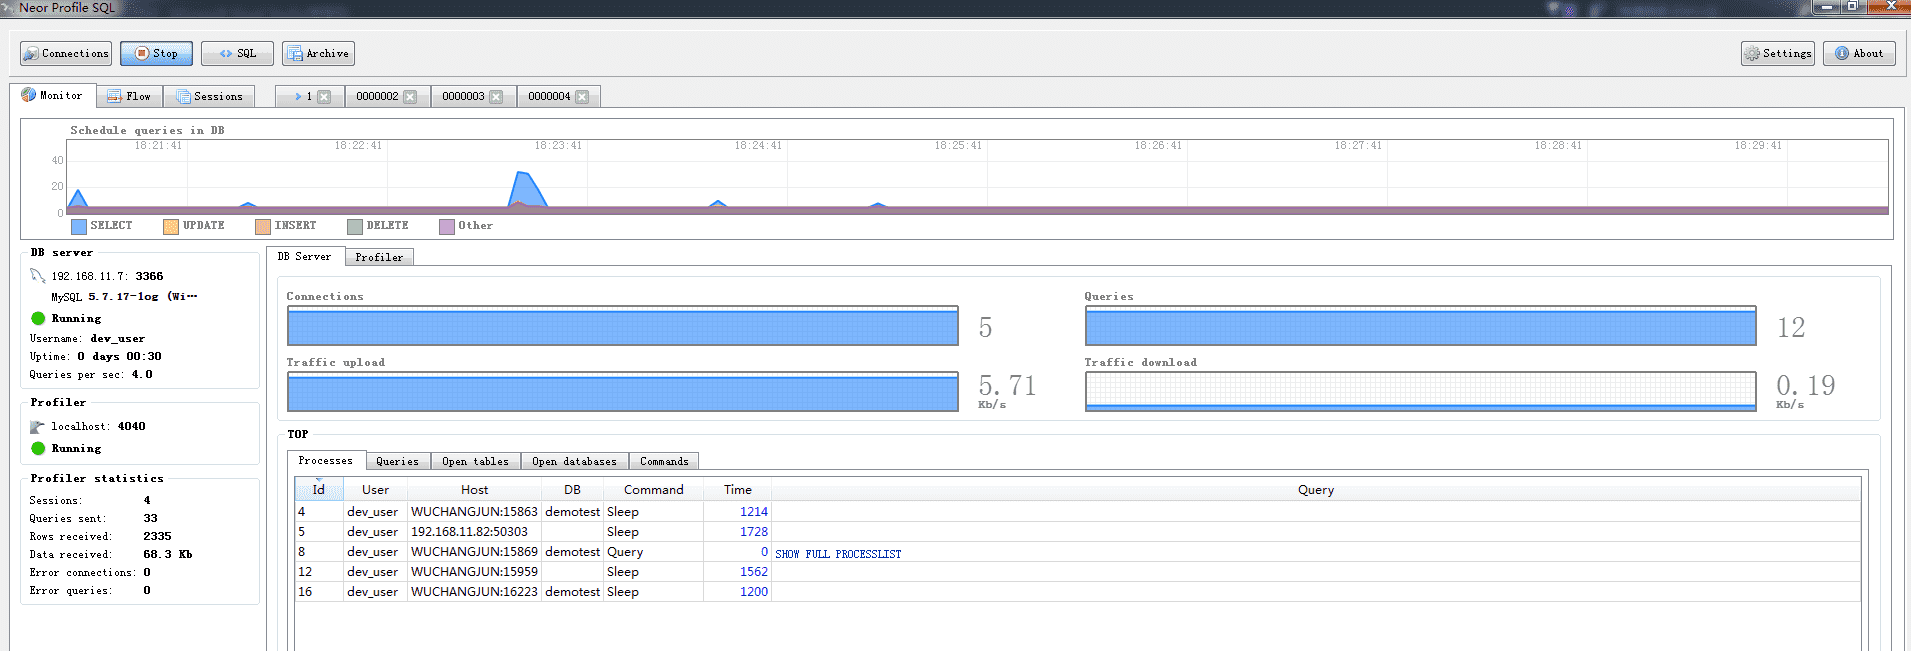 Neor Profile SQL
Connections Stop SQL Archive Settings About
Monitor Flow Sessions 1 0000002 0000003 0000004
Schedule queries in DB
18:21:41 18:22:41 18:23:41 18:24:41 18:25:41 18:26:41 18:27:41 18:28:41 18:29:41
40
20
0
SELECT UPDATE INSERT DELETE Other
DB server
192.168.11.7: 3366
MySQL 5.7.17-log (Wi…
Running
Username: dev_user
Uptime: 0 days 00:30
Queries per sec: 4.0
Profiler
localhost: 4040
Running
Profiler statistics
Sessions: 4
Queries sent: 33
Rows received: 2335
Data received: 68.3 Kb
Error connections: 0
Error queries: 0
DB Server Profiler
Connections
5
Queries
12
Traffic upload
5.71
Kb/s
Traffic download
0.19
Kb/s
TOP
Processes Queries Open tables Open databases Commands
Id User Host DB Command Time Query
4 dev_user WUCHANGJUN:15863 demotest Sleep 1214
5 dev_user 192.168.11.82:50303 Sleep 1728
8 dev_user WUCHANGJUN:15869 demotest Query 0 SHOW FULL PROCESSLIST
12 dev_user WUCHANGJUN:15959 Sleep 1562
16 dev_user WUCHANGJUN:16223 demotest Sleep 1200